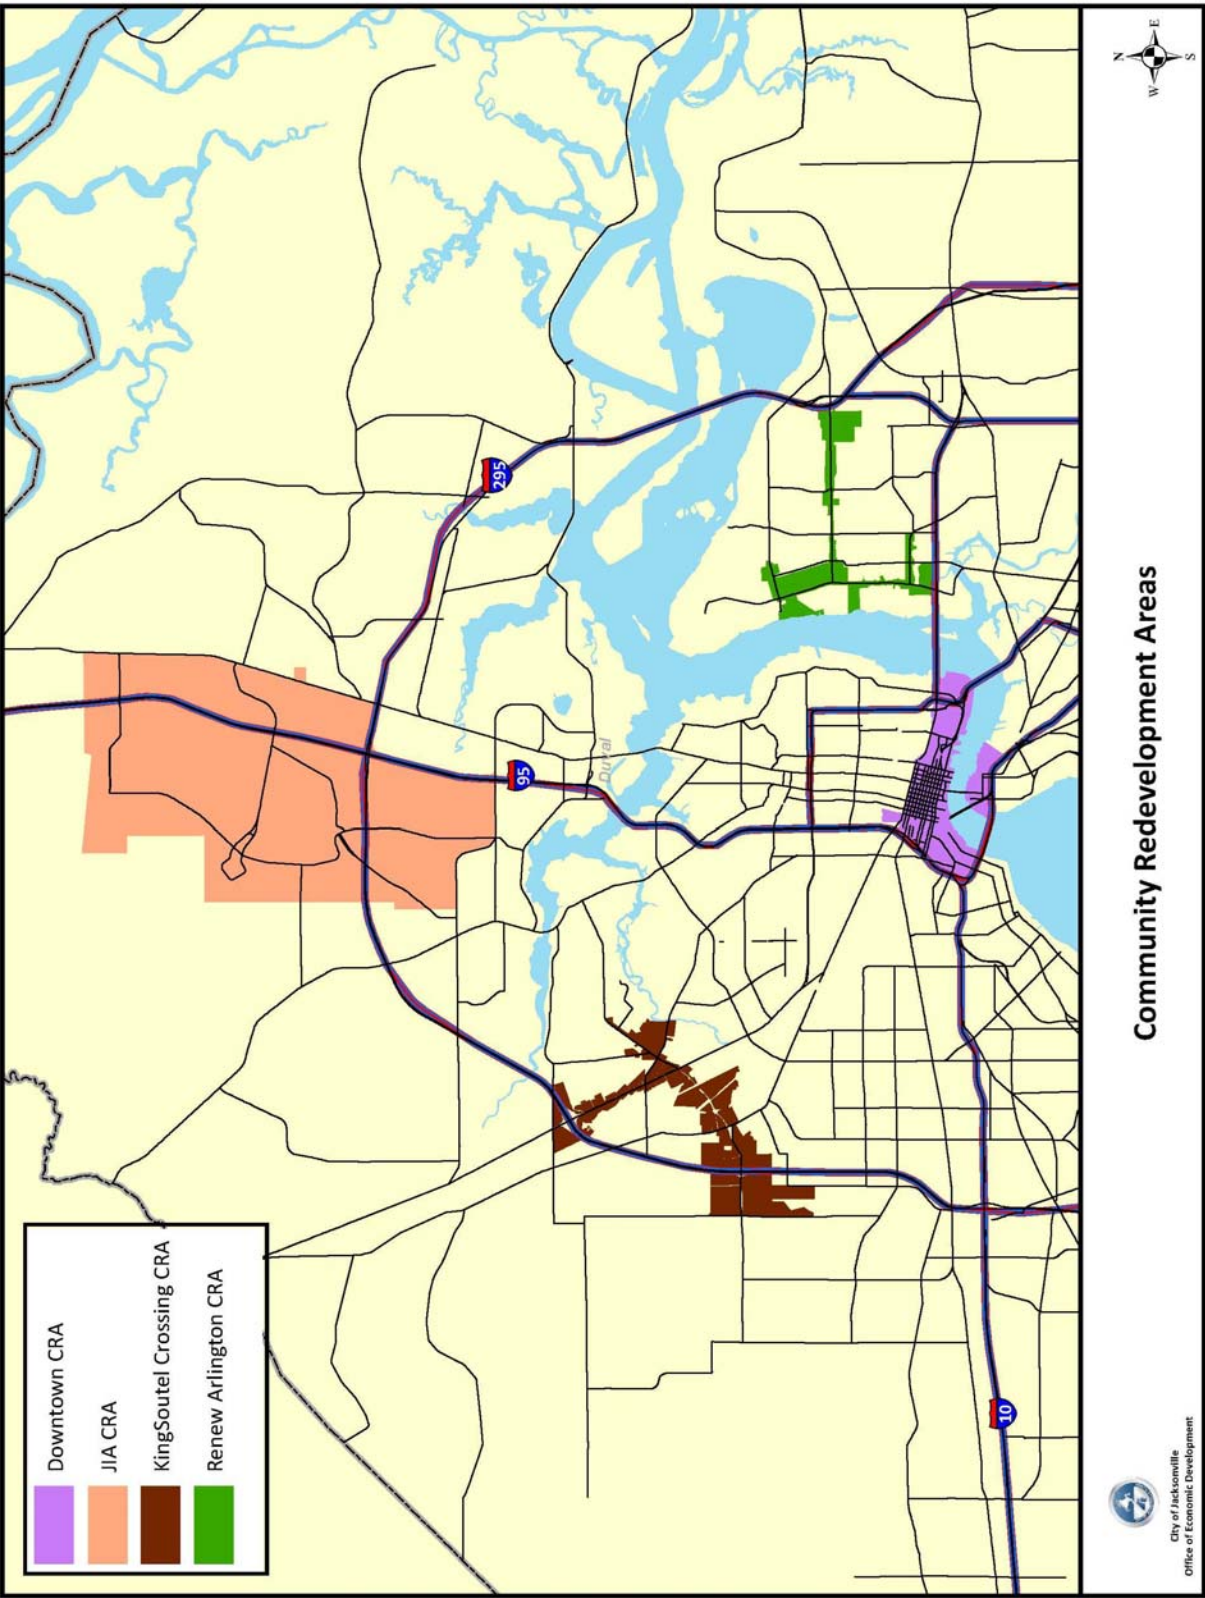 Downtown CRA
JIA CRA
KingSoutel Crossing CRA
Renew Arlington CRA
295
95
Duval
10
Community Redevelopment Areas
City of Jacksonville
Office of Economic Development
N
W
E
S